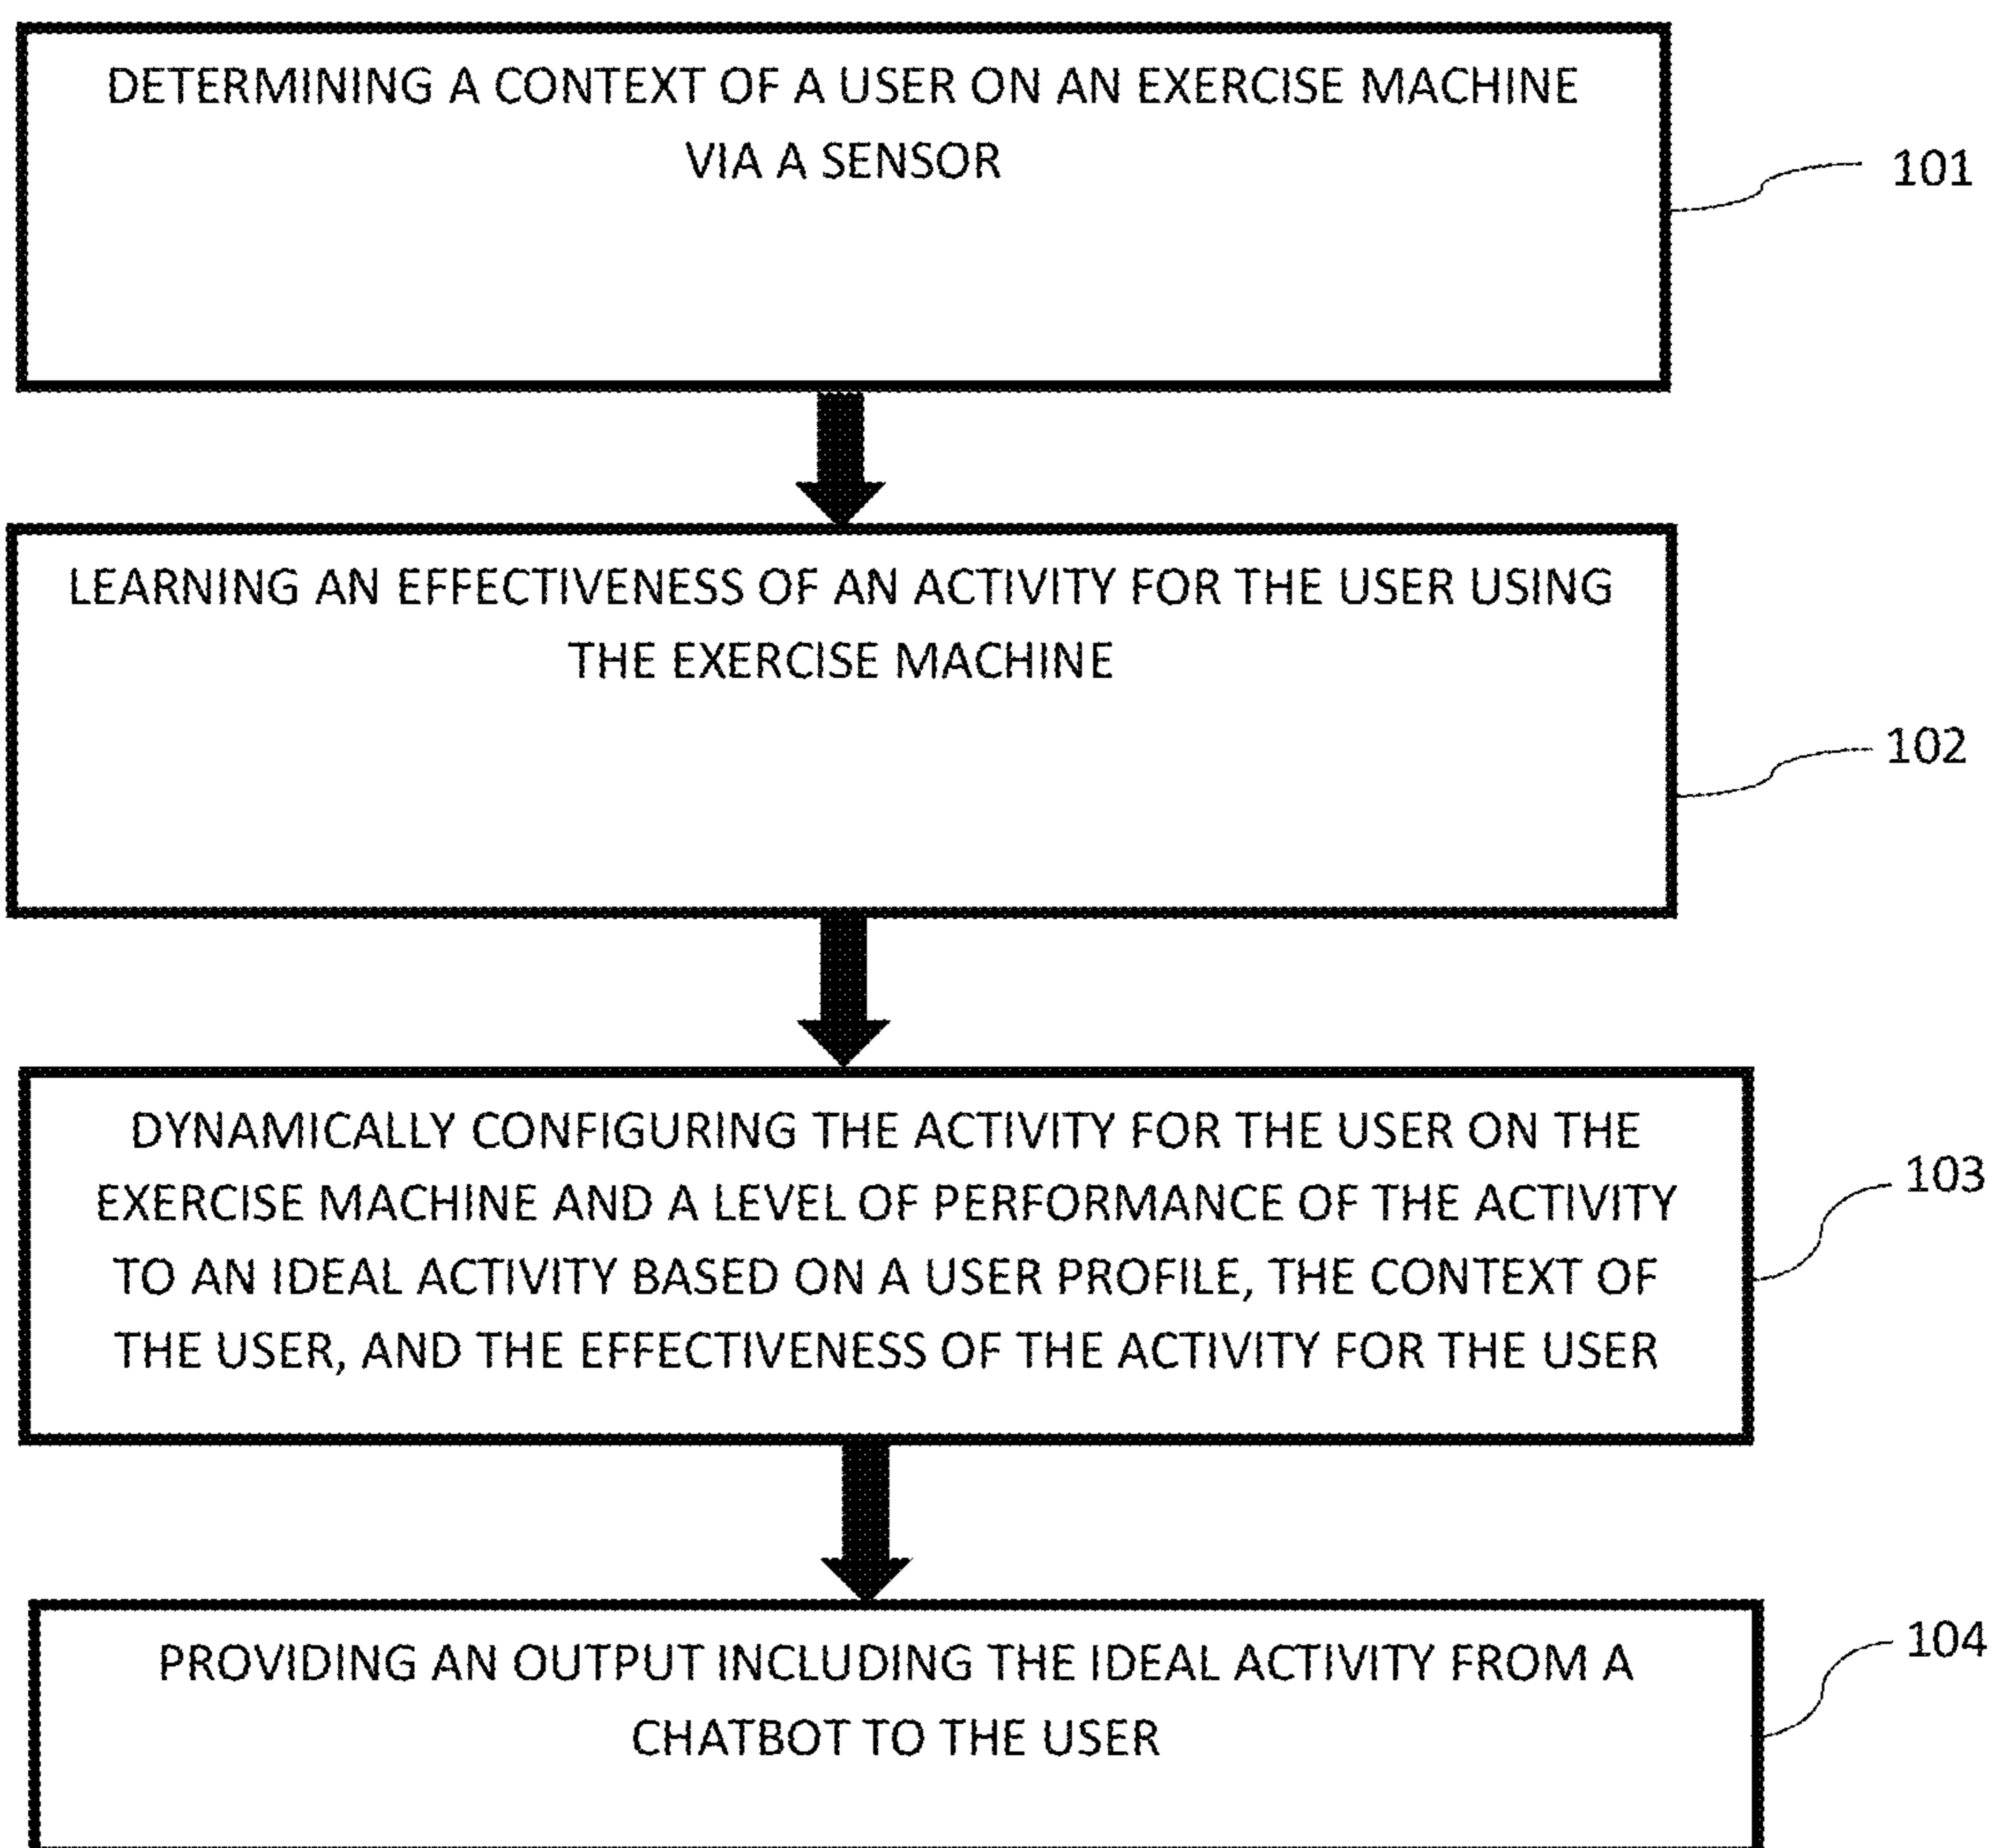 DETERMINING A CONTEXT OF A USER ON AN EXERCISE MACHINE
VIA A SENSOR
101
LEARNING AN EFFECTIVENESS OF AN ACTIVITY FOR THE USER USING
THE EXERCISE MACHINE
102
DYNAMICALLY CONFIGURING THE ACTIVITY FOR THE USER ON THE
EXERCISE MACHINE AND A LEVEL OF PERFORMANCE OF THE ACTIVITY
TO AN IDEAL ACTIVITY BASED ON A USER PROFILE, THE CONTEXT OF
THE USER, AND THE EFFECTIVENESS OF THE ACTIVITY FOR THE USER
103
PROVIDING AN OUTPUT INCLUDING THE IDEAL ACTIVITY FROM A
CHATBOT TO THE USER
104